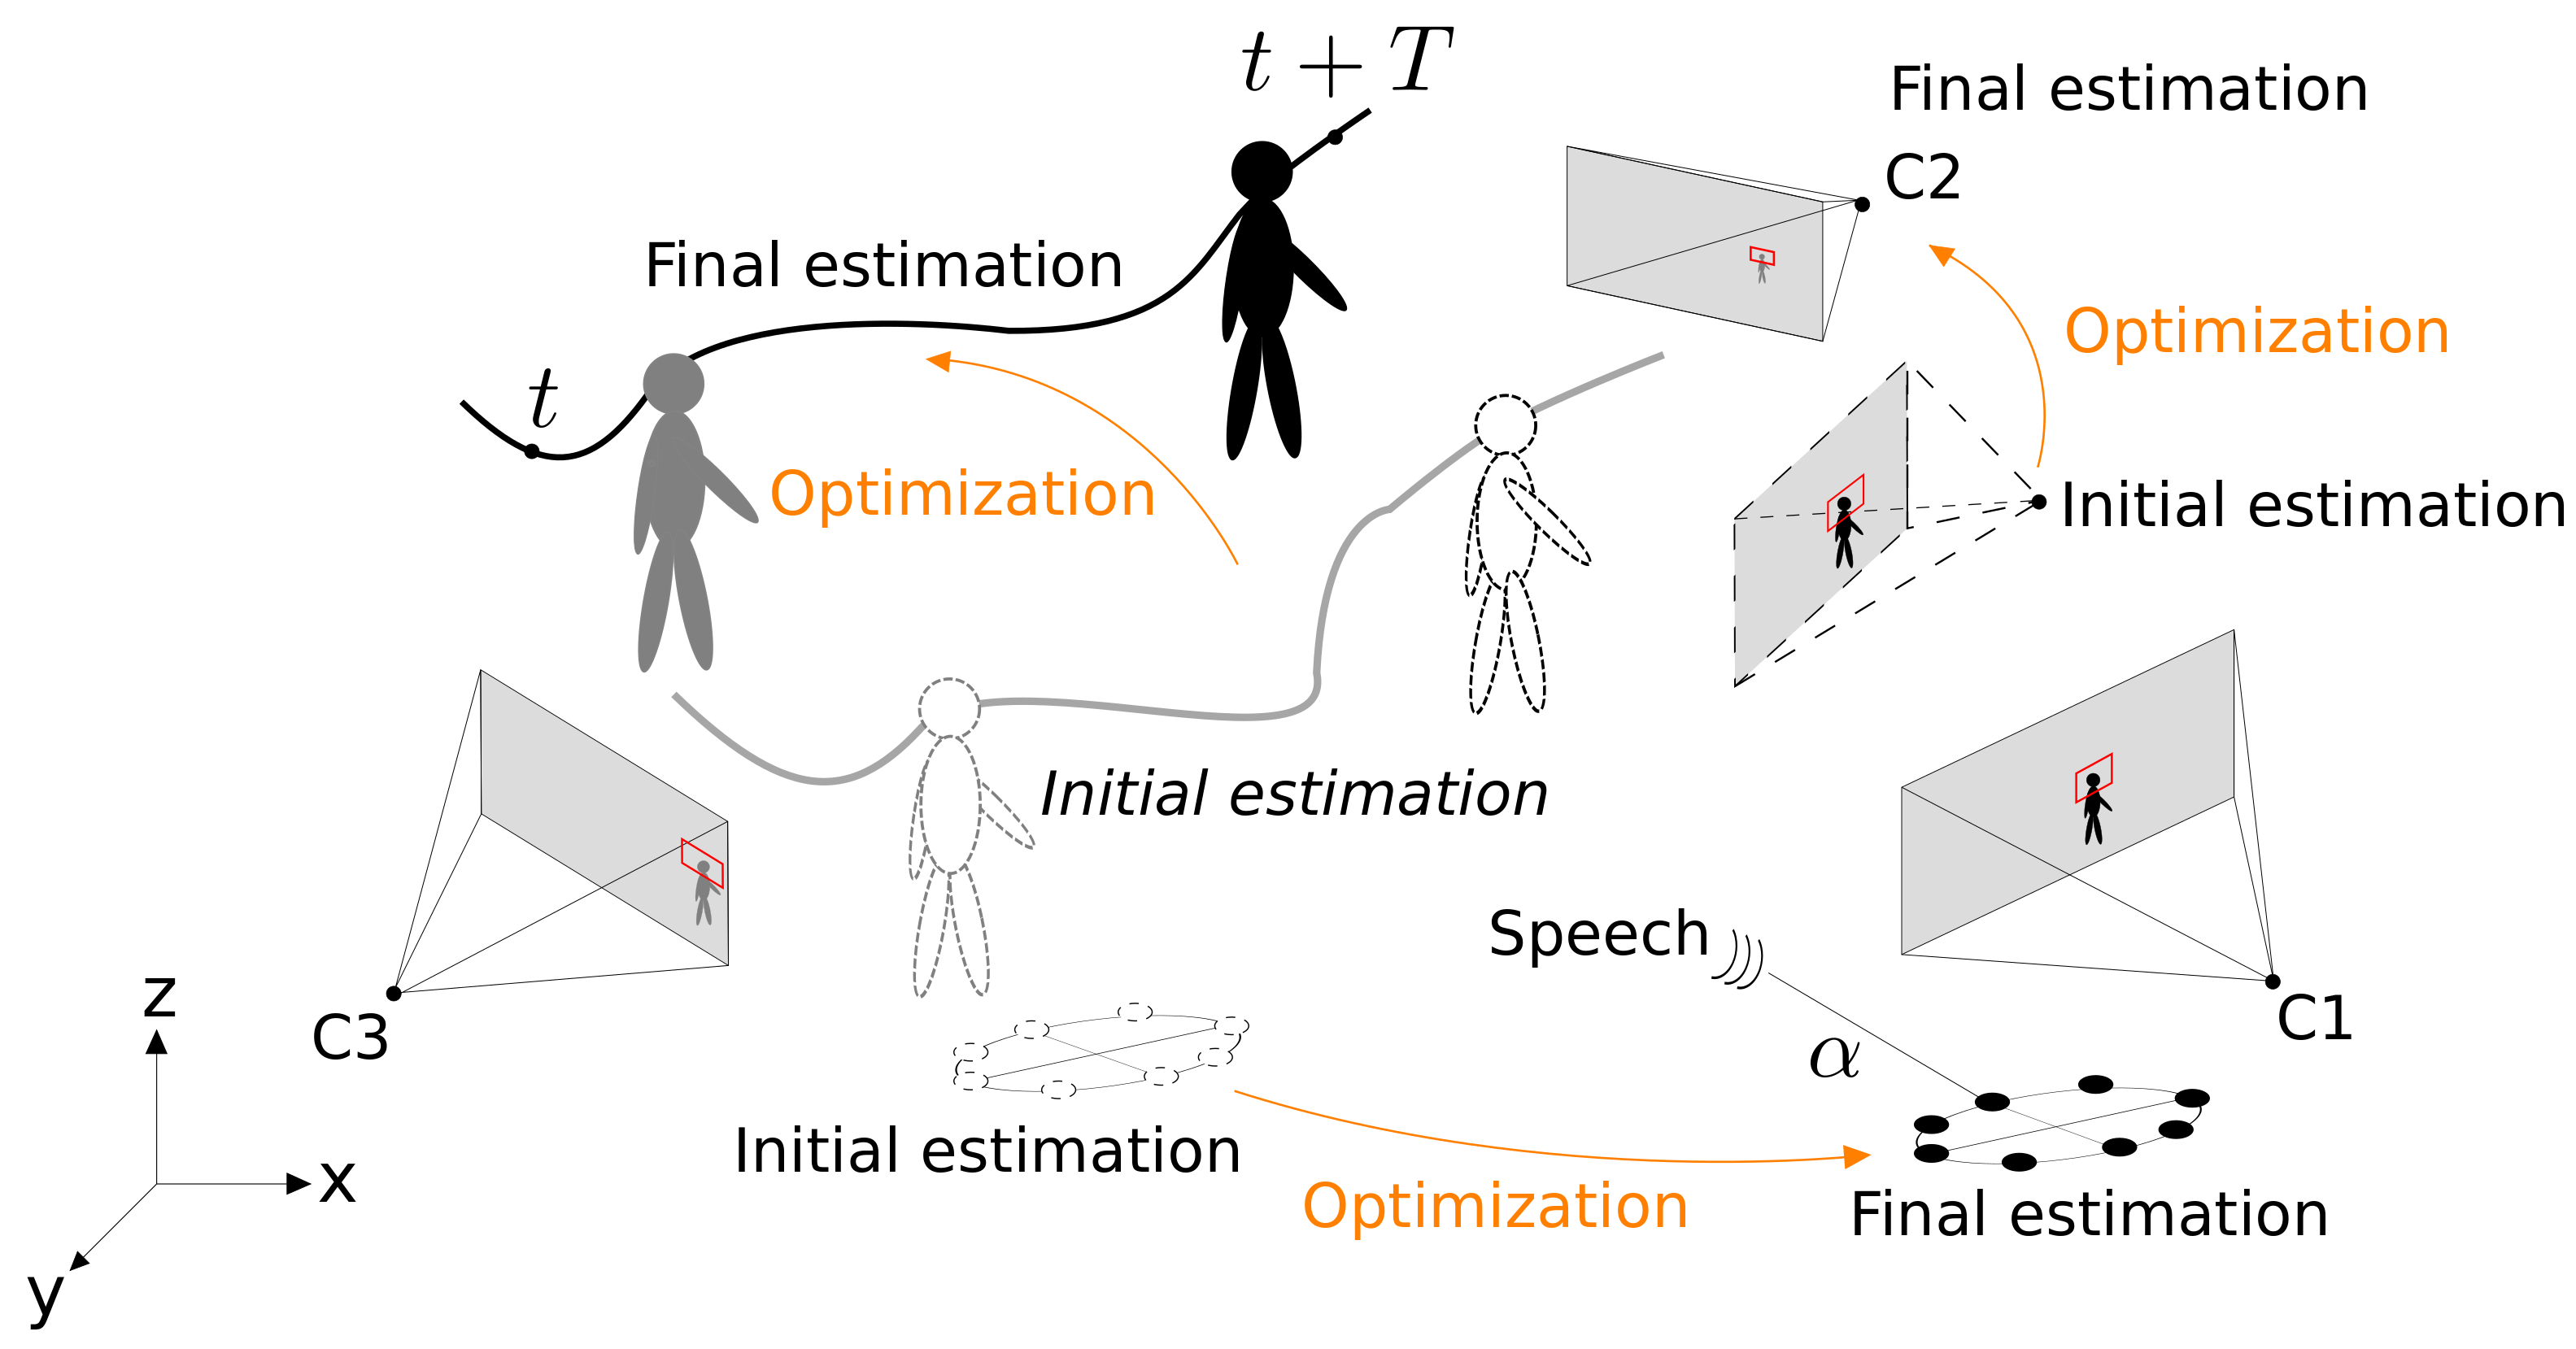 t + T
Final estimation
C2
Final estimation
Optimization
t
Optimization
Initial estimation
Initial estimation
Speech
z
C3
C1
α
Initial estimation
x
Optimization
Final estimation
y